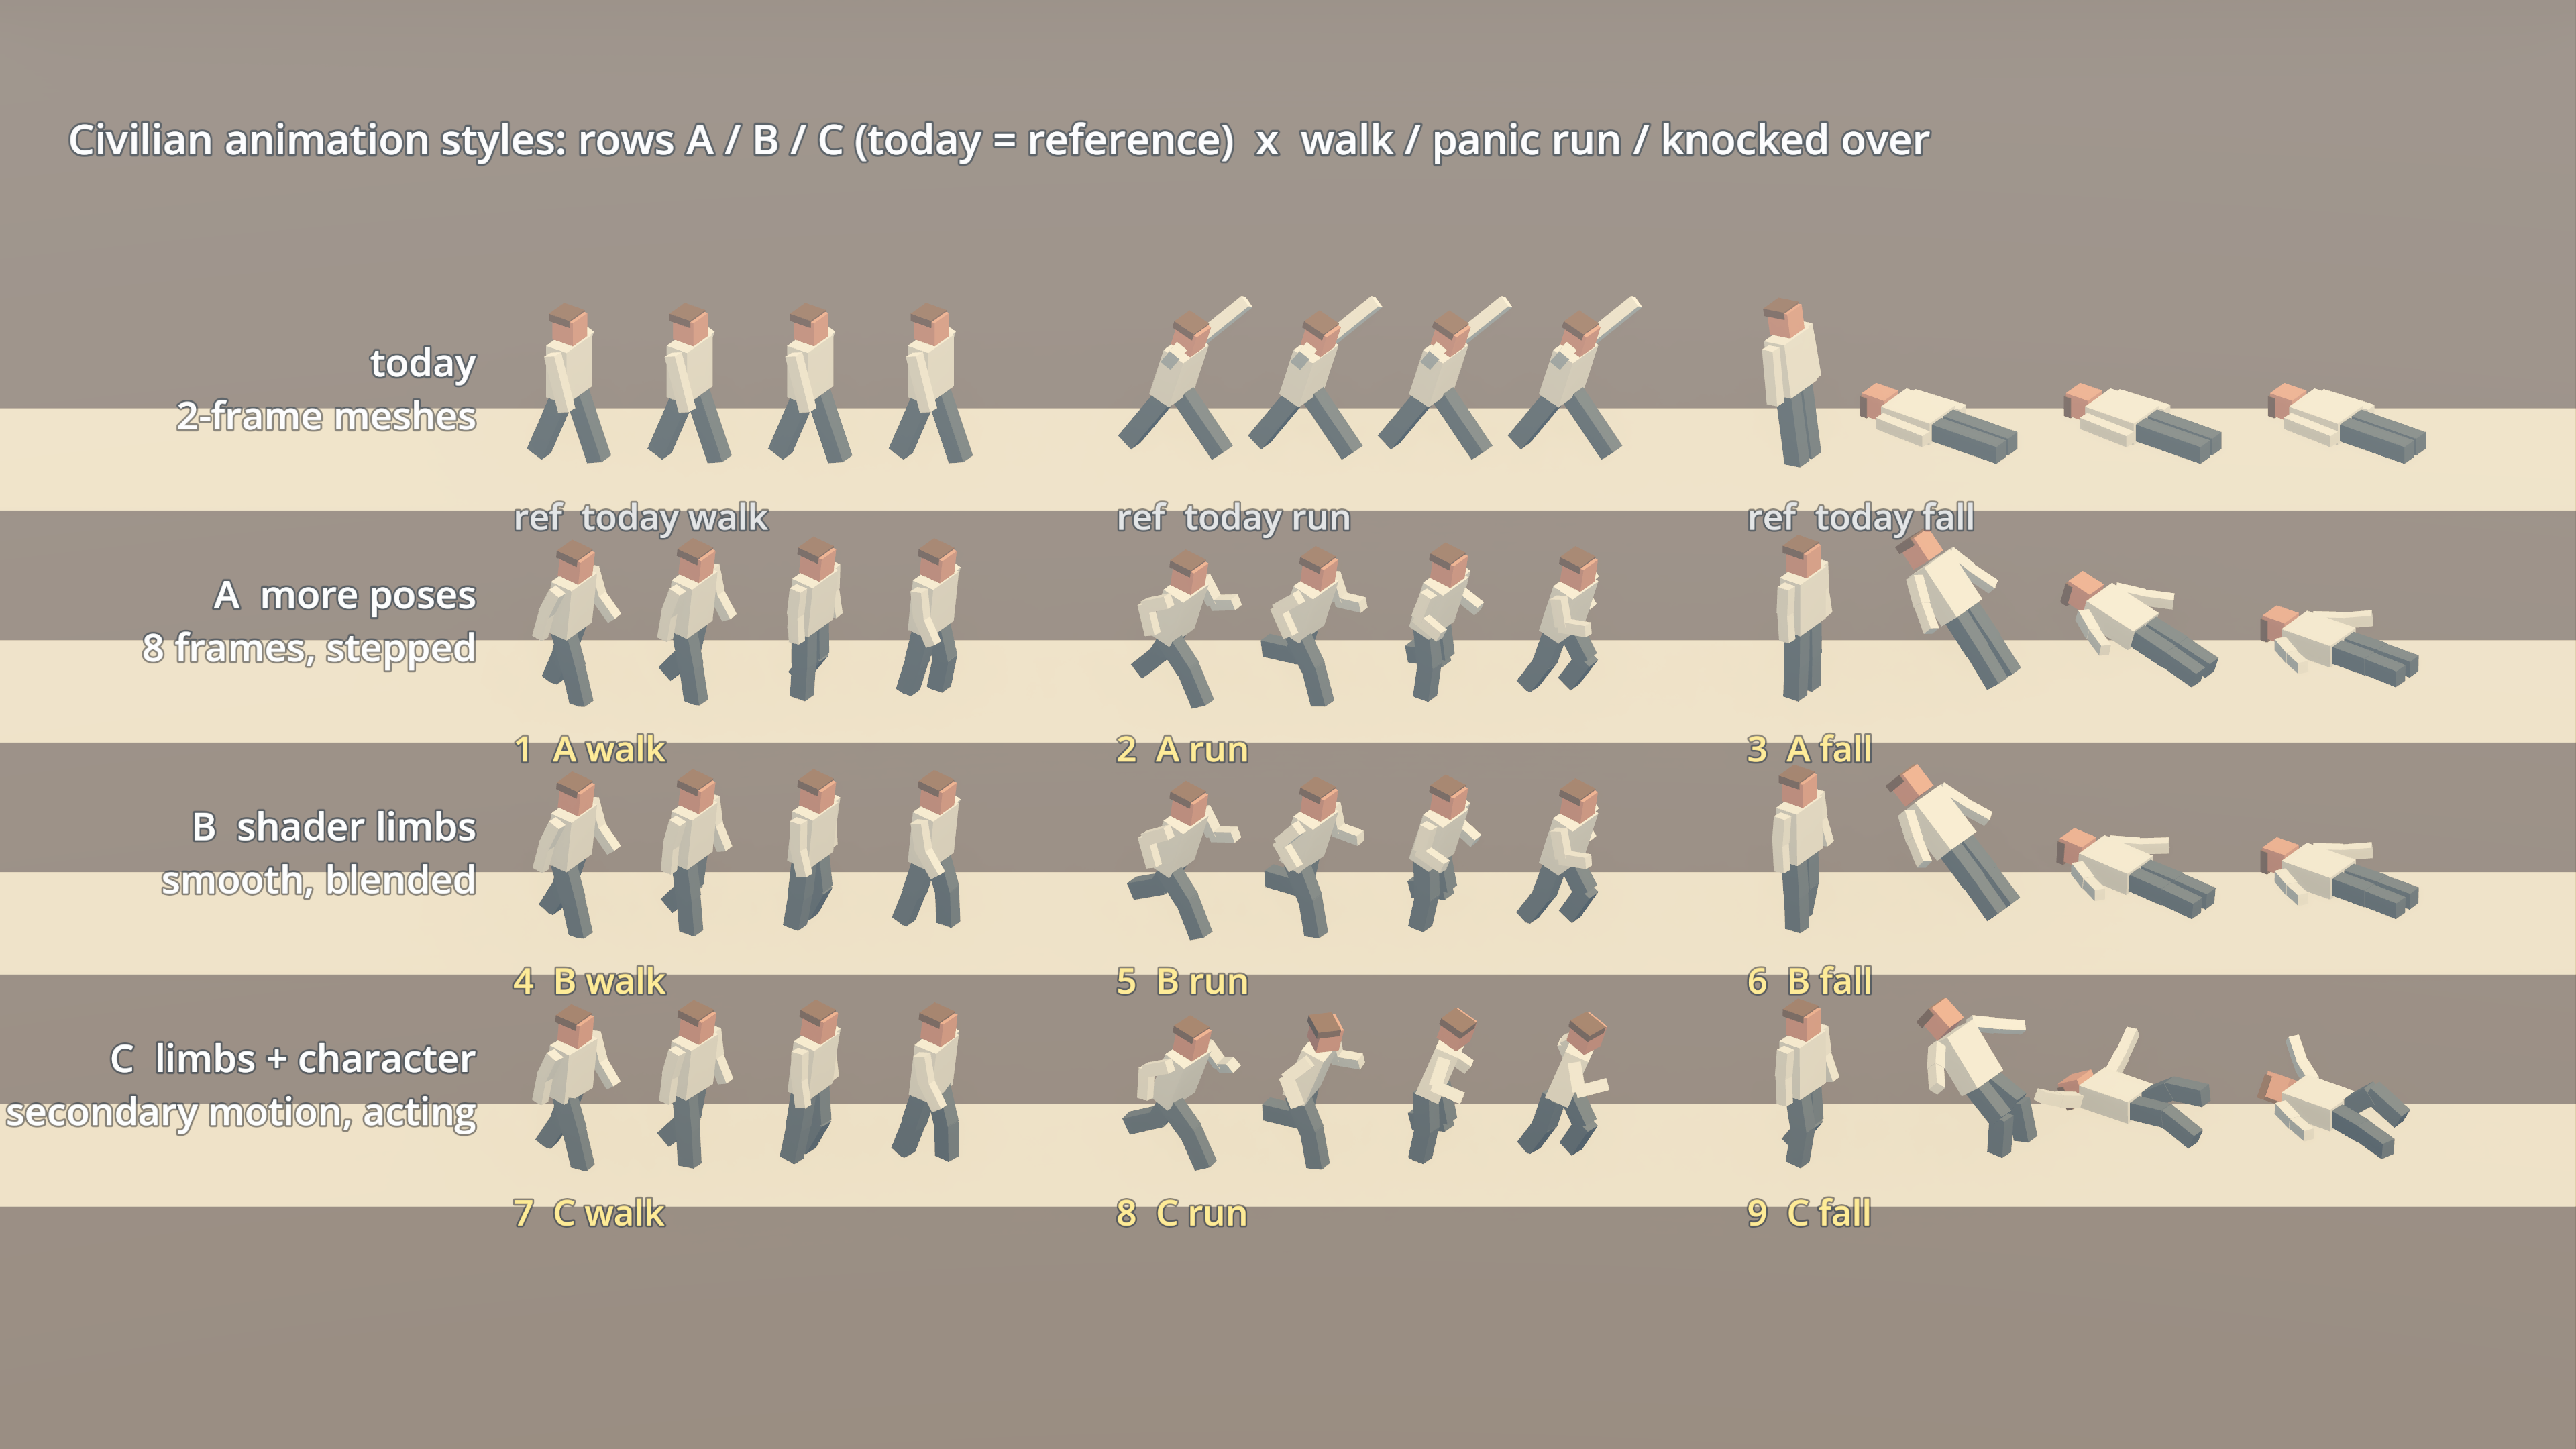 Civilian animation styles: rows A / B / C (today = reference) x walk / panic run / knocked over
today
2-frame meshes
ref today walk
ref today run
ref today fall
A more poses
8 frames, stepped
1 A walk
2 A run
3 A fall
B shader limbs
smooth, blended
4 B walk
5 B run
6 B fall
C limbs + character
secondary motion, acting
7 C walk
8 C run
9 C fall